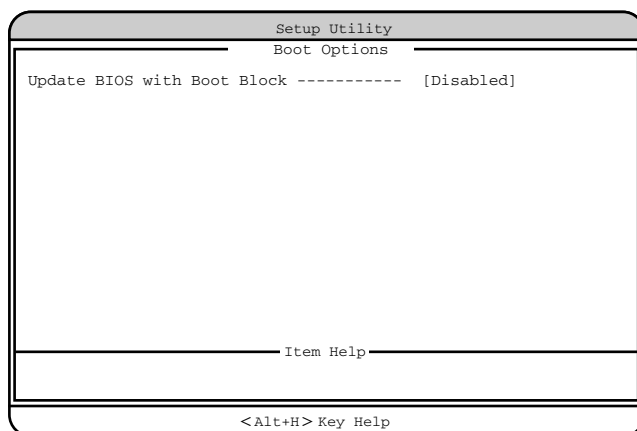 Setup Utility
Boot Options
Update BIOS with Boot Block ----------- [Disabled]
Item Help
<Alt+H> Key Help